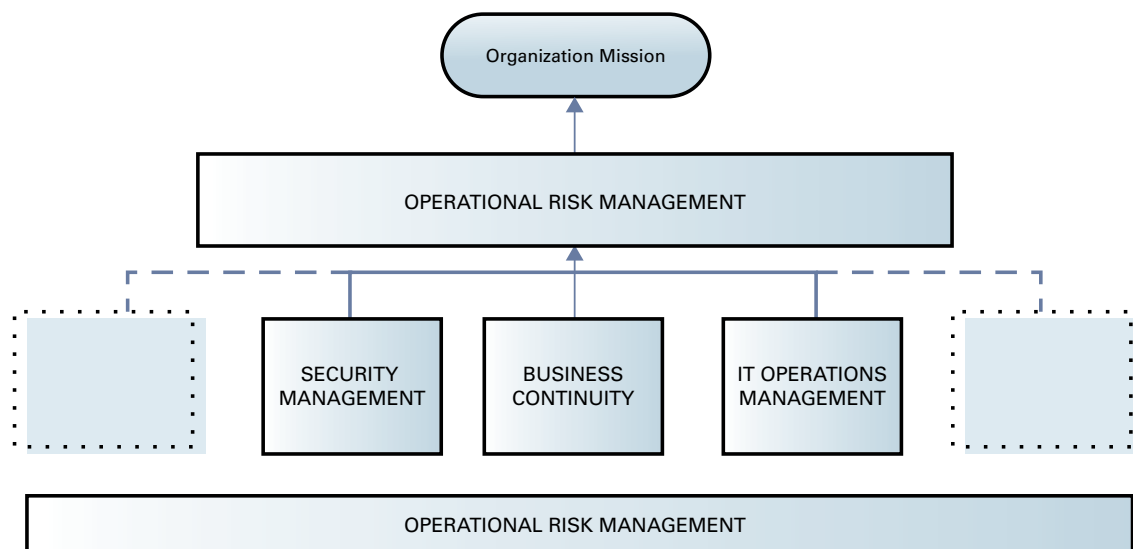 Organization Mission
OPERATIONAL RISK MANAGEMENT
SECURITY
MANAGEMENT
BUSINESS
CONTINUITY
IT OPERATIONS
MANAGEMENT
OPERATIONAL RISK MANAGEMENT